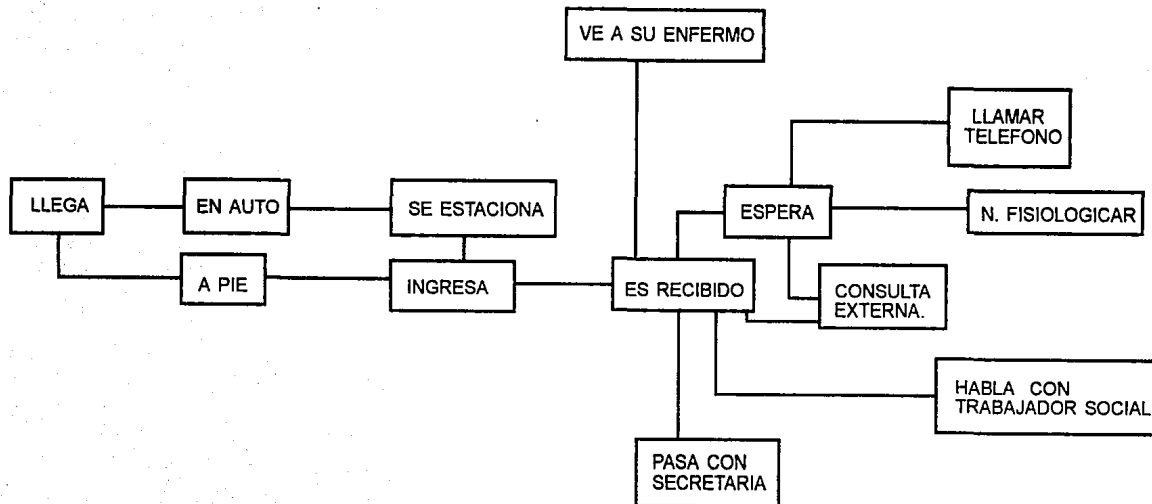 VE A SU ENFERMO
LLAMAR
TELEFONO
LLEGA
EN AUTO
SE ESTACIONA
ESPERA
N. FISIOLOGICAR
A PIE
INGRESA
ES RECIBIDO
CONSULTA
EXTERNA.
HABLA CON
TRABAJADOR SOCIAL
PASA CON
SECRETARIA